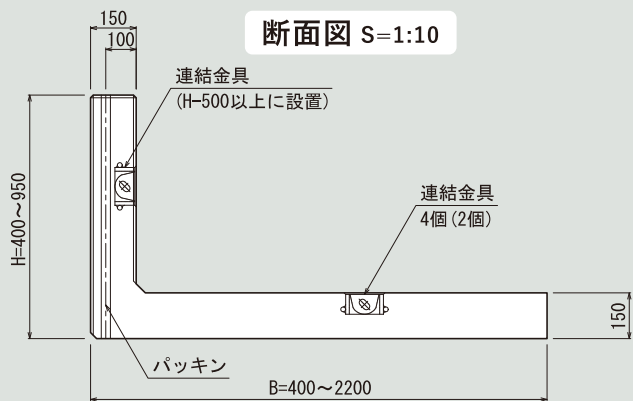 断面図 S=1:10
150
100
連結金具
(H-500以上に設置)
H=400～950
連結金具
4個(2個)
150
パッキン
B=400～2200